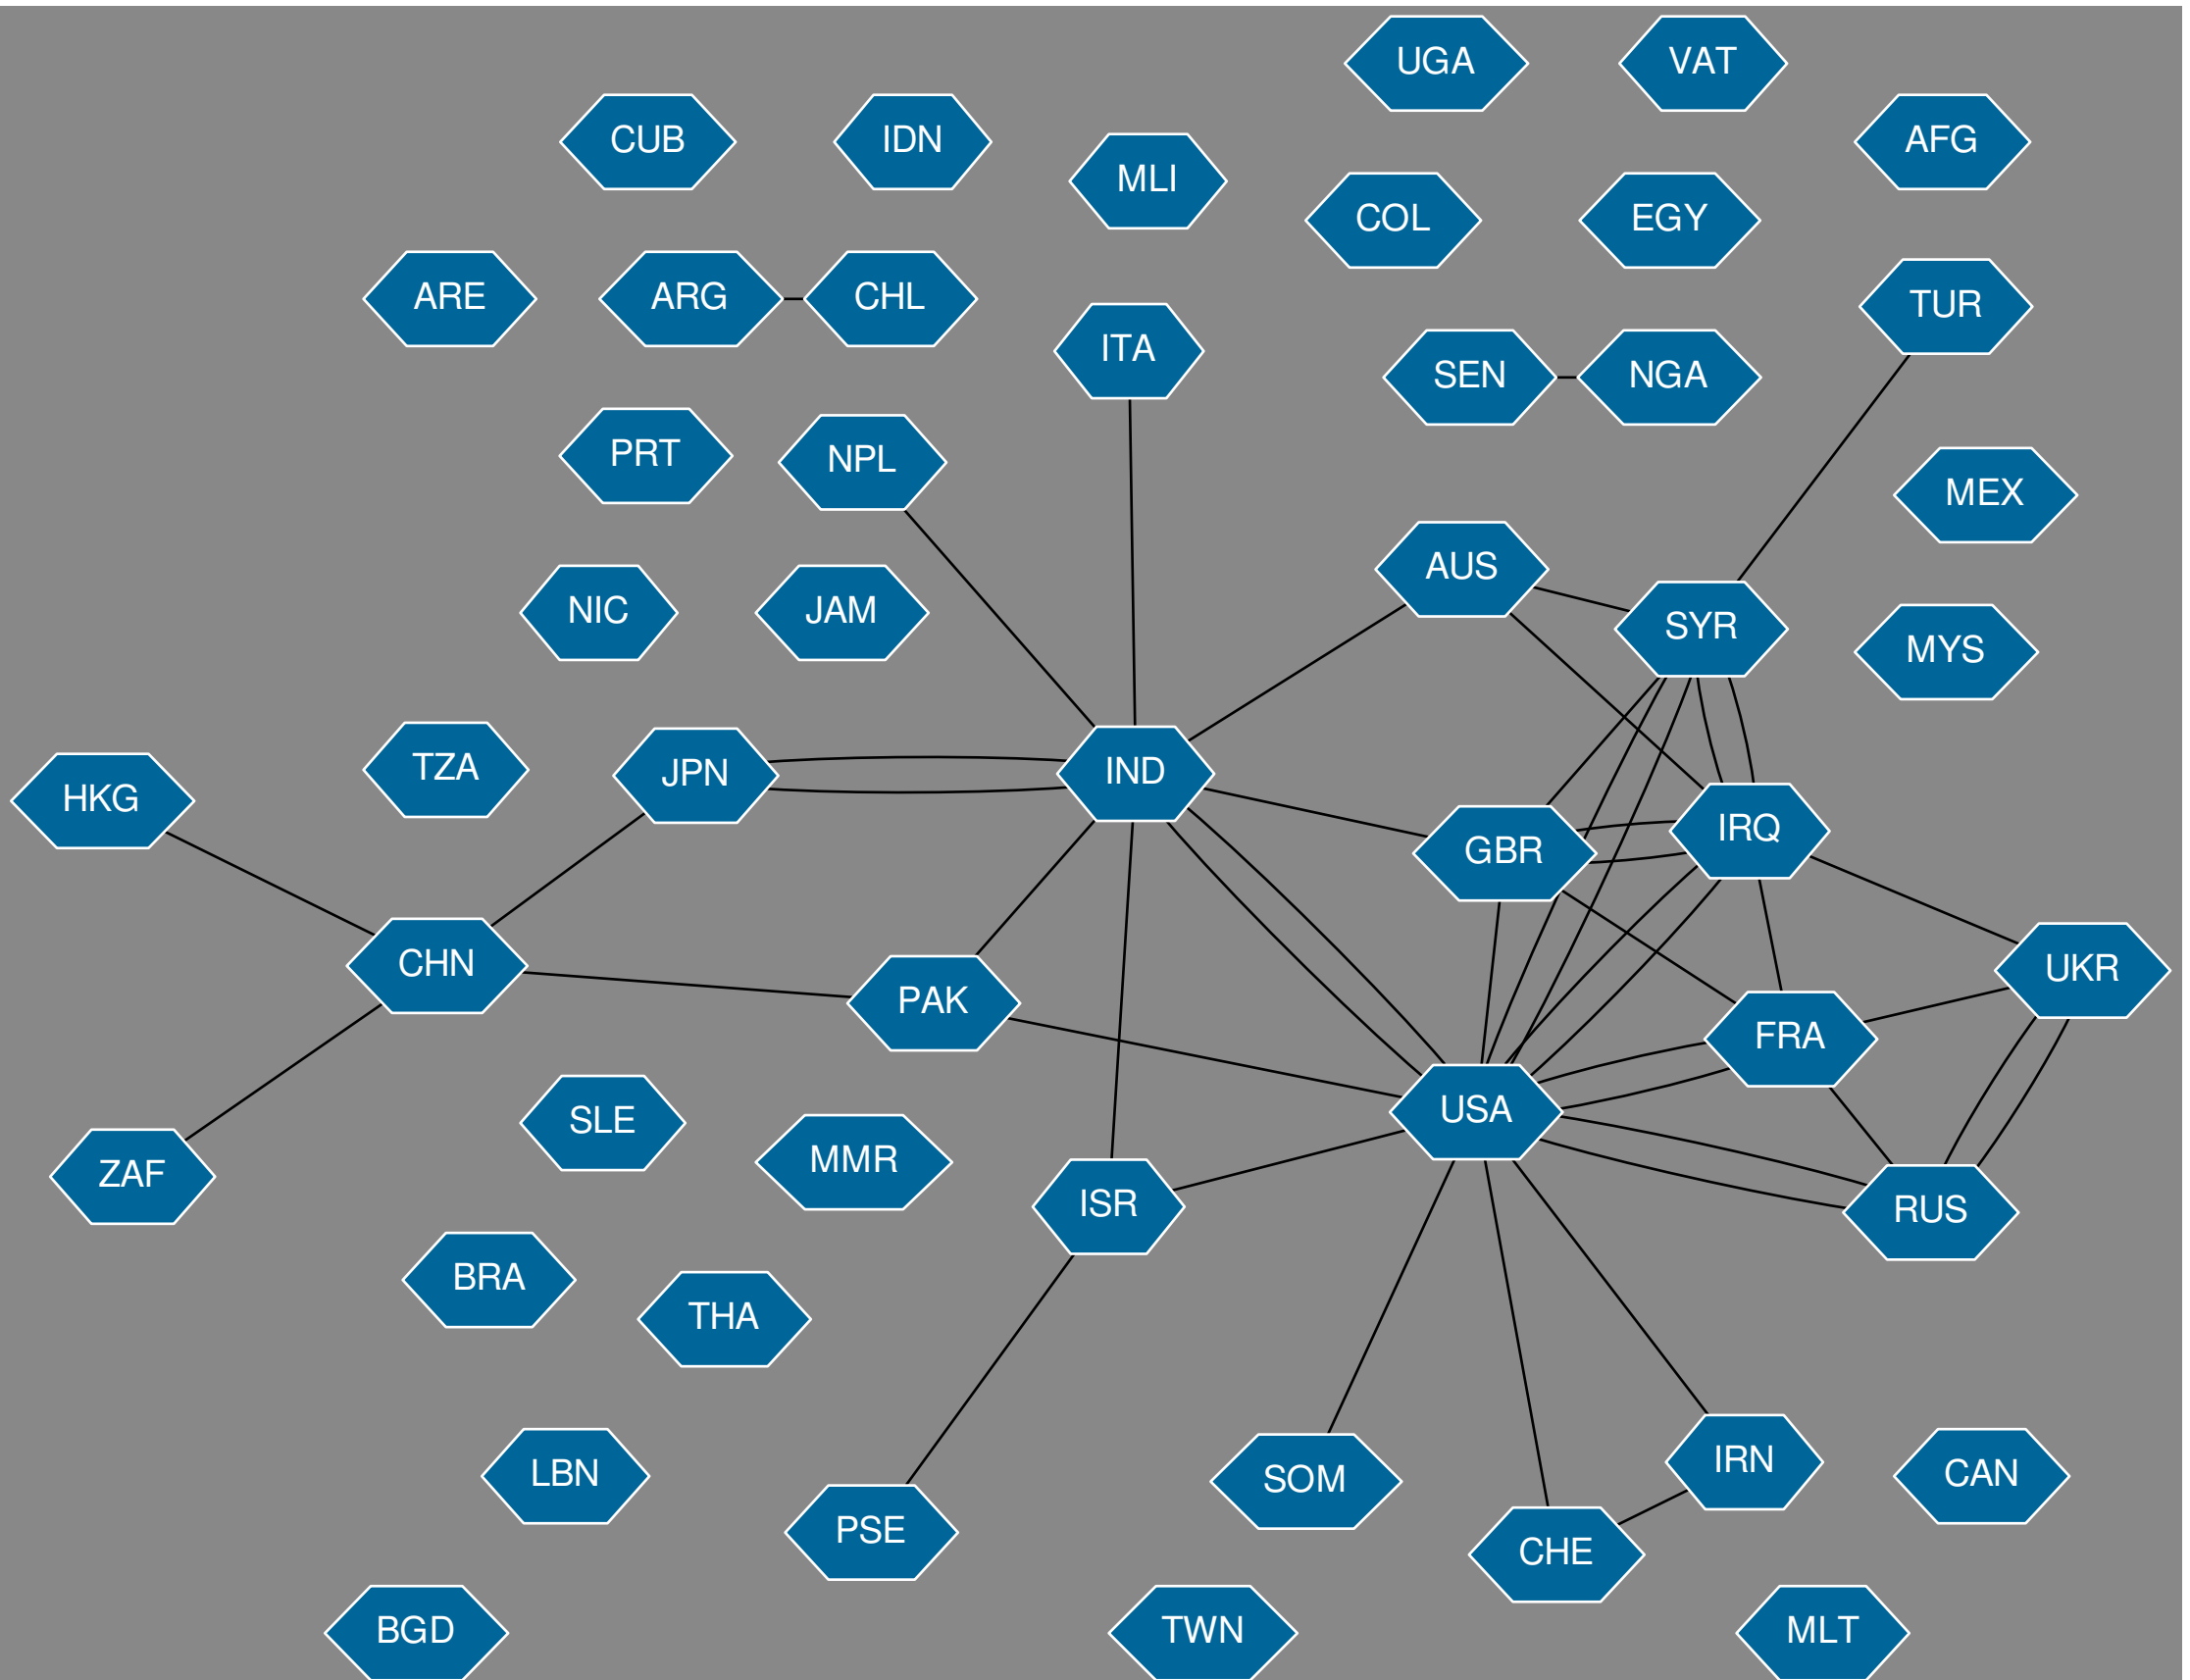 UGA
VAT
CUB
IDN
AFG
MLI
COL
EGY
ARE
ARG
CHL
TUR
ITA
SEN
NGA
PRT
NPL
MEX
AUS
NIC
JAM
SYR
MYS
HKG
TZA
JPN
IND
GBR
IRQ
CHN
PAK
UKR
FRA
USA
SLE
MMR
ZAF
ISR
RUS
BRA
THA
LBN
SOM
IRN
CAN
PSE
CHE
BGD
TWN
MLT